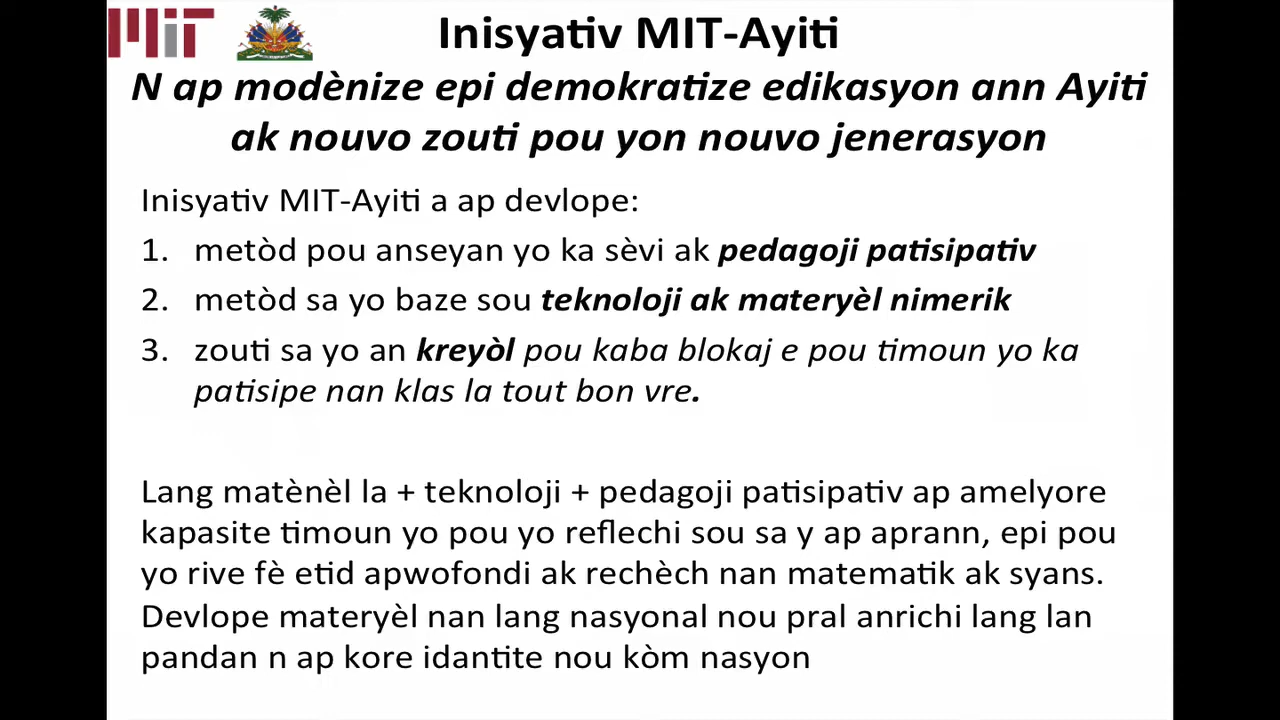 MIT
Inisyativ MIT-Ayiti
N ap modènize epi demokratize edikasyon ann Ayiti
ak nouvo zouti pou yon nouvo jenerasyon
Inisyativ MIT-Ayiti a ap devlope:
1. metòd pou anseyan yo ka sèvi ak pedagoji patisipativ
2. metòd sa yo baze sou teknoloji ak materyèl nimerik
3. zouti sa yo an kreyòl pou kaba blokaj e pou timoun yo ka
patisipe nan klas la tout bon vre.
Lang matènèl la + teknoloji + pedagoji patisipativ ap amelyore
kapasite timoun yo pou yo reflechi sou sa y ap aprann, epi pou
yo rive fè etid apwofondi ak rechèch nan matematik ak syans.
Devlope materyèl nan lang nasyonal nou pral anrichi lang lan
pandan n ap kore idantite nou kòm nasyon